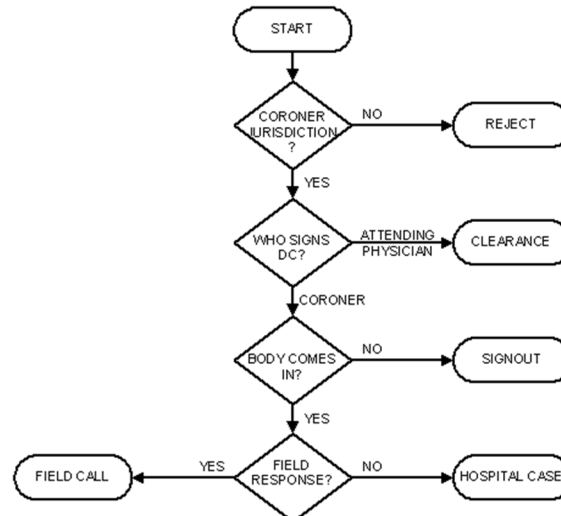 START
CORONER
JURISDICTION
?
NO
REJECT
YES
WHO SIGNS
DC?
ATTENDING
PHYSICIAN
CLEARANCE
CORONER
BODY COMES
IN?
NO
SIGNOUT
YES
FIELD CALL
YES
FIELD
RESPONSE?
NO
HOSPITAL CASE